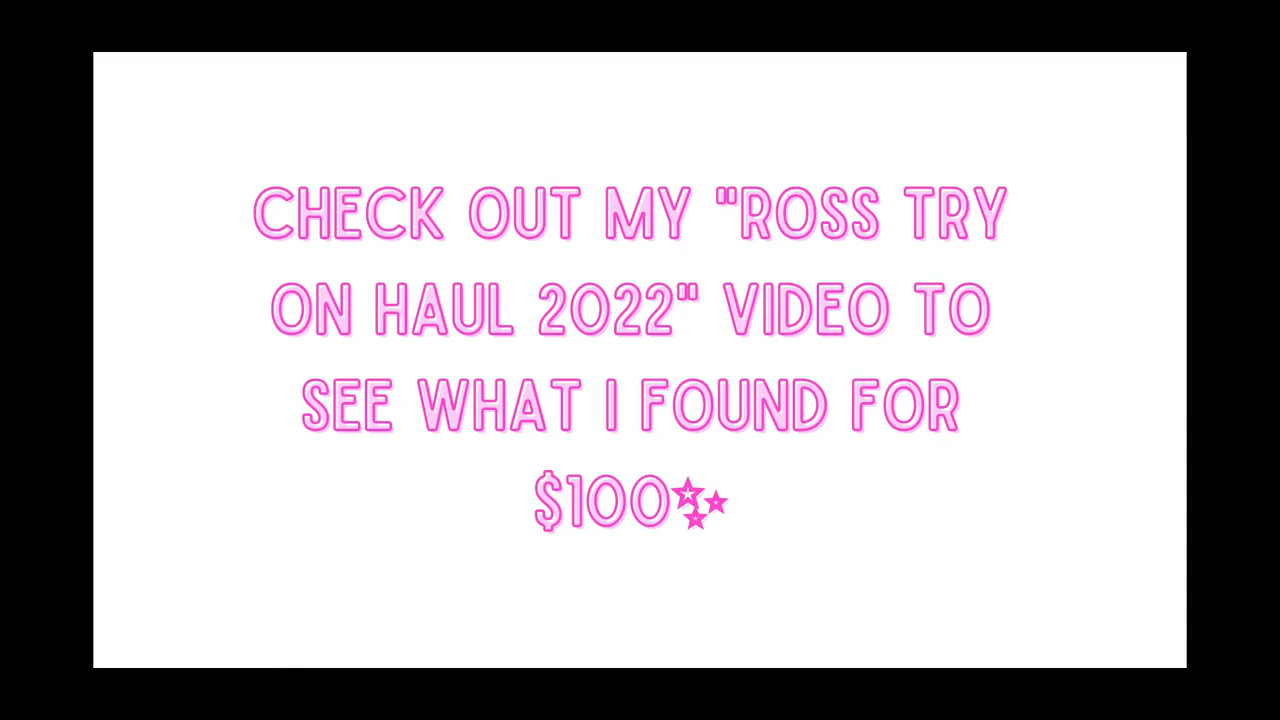 CHECK OUT MY "ROSS TRY
ON HAUL 2022" VIDEO TO
SEE WHAT I FOUND FOR
$100✨